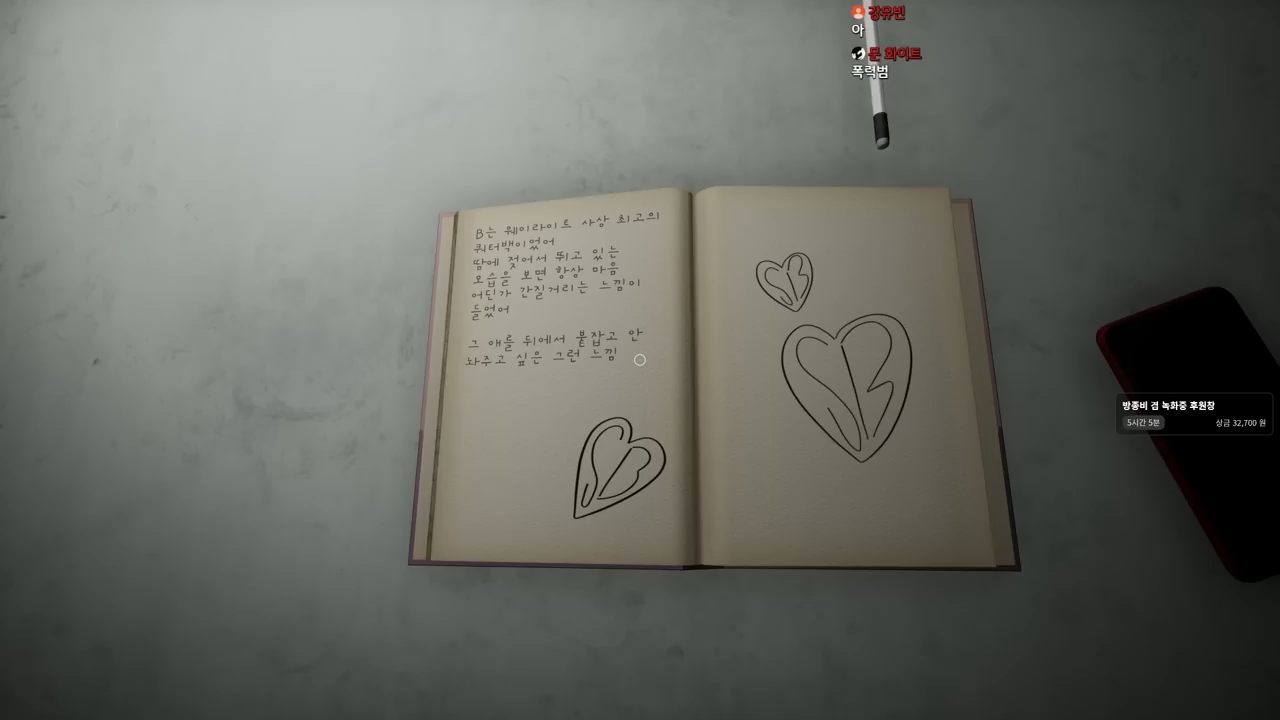 강유빈
아
문 화이트
폭력범
B는 웨이라이트 사상 최고의
쿼터백이었어
땀에 젖어서 뛰고 있는
모습을 보면 항상 마음
어딘가 간질거리는 느낌이
들었어
그 애를 뒤에서 붙잡고 안
놔주고 싶은 그런 느낌
방종비 겸 녹화중 후원창
5시간 5분
상금 32,700 원